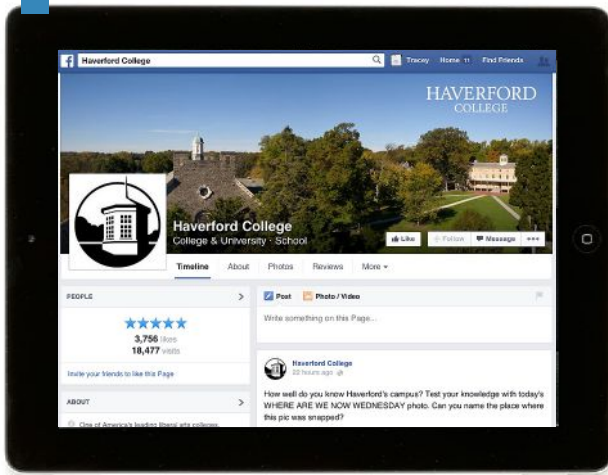 Haverford College
Tracey Home 11 Find Friends
HAVERFORD
COLLEGE
Haverford College
College & University · School
Like Follow Message
Timeline About Photos Reviews More
PEOPLE
3,756 likes
18,477 visits
Invite your friends to like this Page
ABOUT
One of America's leading liberal arts colleges,
Post Photo / Video
Write something on this Page...
Haverford College
22 hours ago
How well do you know Haverford's campus? Test your knowledge with today's
WHERE ARE WE NOW WEDNESDAY photo. Can you name the place where
this pic was snapped?